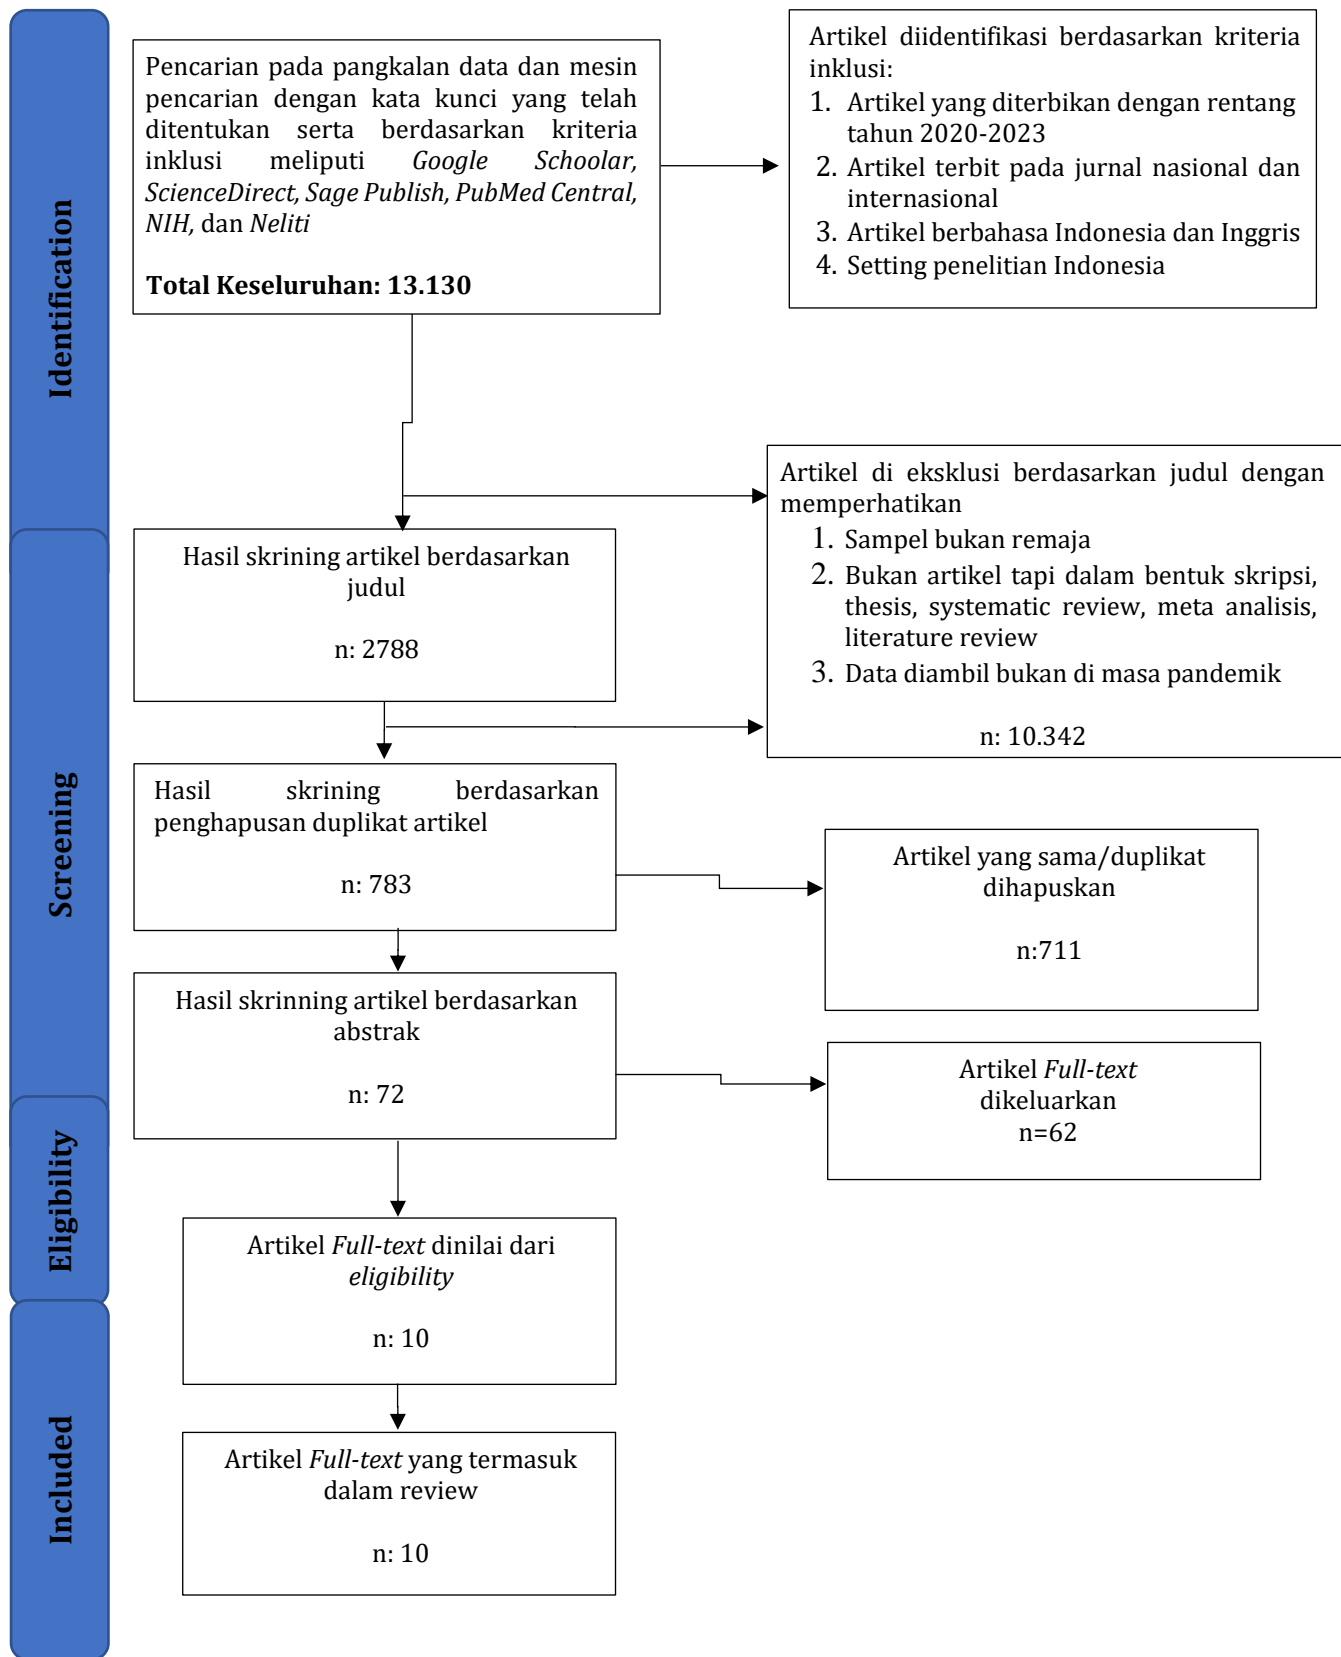 Identification
Pencarian pada pangkalan data dan mesin
pencarian dengan kata kunci yang telah
ditentukan serta berdasarkan kriteria
inklusi meliputi Google Schoolar,
ScienceDirect, Sage Publish, PubMed Central,
NIH, dan Neliti
Total Keseluruhan: 13.130
Artikel diidentifikasi berdasarkan kriteria
inklusi:
1. Artikel yang diterbikan dengan rentang
tahun 2020-2023
2. Artikel terbit pada jurnal nasional dan
internasional
3. Artikel berbahasa Indonesia dan Inggris
4. Setting penelitian Indonesia
Artikel di eksklusi berdasarkan judul dengan
memperhatikan
1. Sampel bukan remaja
2. Bukan artikel tapi dalam bentuk skripsi,
thesis, systematic review, meta analisis,
literature review
3. Data diambil bukan di masa pandemik
n: 10.342
Screening
Hasil skrining artikel berdasarkan
judul
n: 2788
Hasil skrining berdasarkan
penghapusan duplikat artikel
n: 783
Artikel yang sama/duplikat
dihapuskan
n:711
Hasil skrinning artikel berdasarkan
abstrak
n: 72
Artikel Full-text
dikeluarkan
n=62
Eligibility
Artikel Full-text dinilai dari
eligibility
n: 10
Included
Artikel Full-text yang termasuk
dalam review
n: 10